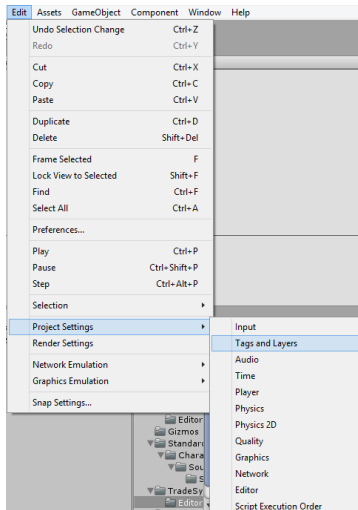 Edit Assets GameObject Component Window Help
Undo Selection Change Ctrl+Z
Redo Ctrl+Y
Cut Ctrl+X
Copy Ctrl+C
Paste Ctrl+V
Duplicate Ctrl+D
Delete Shift+Del
Frame Selected F
Lock View to Selected Shift+F
Find Ctrl+F
Select All Ctrl+A
Preferences...
Play Ctrl+P
Pause Ctrl+Shift+P
Step Ctrl+Alt+P
Selection
Project Settings
Render Settings
Network Emulation
Graphics Emulation
Snap Settings...
Input
Tags and Layers
Audio
Time
Player
Physics
Physics 2D
Quality
Graphics
Network
Editor
Script Execution Order
Editor
Gizmos
Standar
Chara
Sou
S
TradeSy
Editor